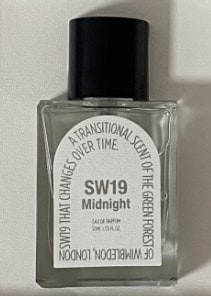 A TRANSITIONAL SCENT OF THE GREEN FOREST
OF WIMBLEDON, LONDON
SW19 THAT CHANGES OVER TIME.
SW19
Midnight
EAU DE PARFUM